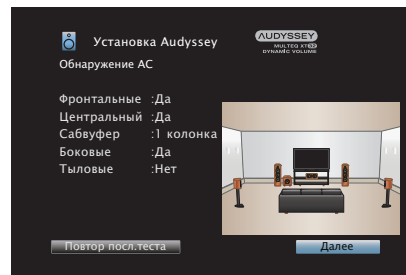 Установка Audyssey
AUDYSSEY
MULTEQ XT32
DYNAMIC VOLUME
Обнаружение АС
Фронтальные :Да
Центральный :Да
Сабвуфер :1 колонка
Боковые :Да
Тыловые :Нет
Повтор посл.теста
Далее